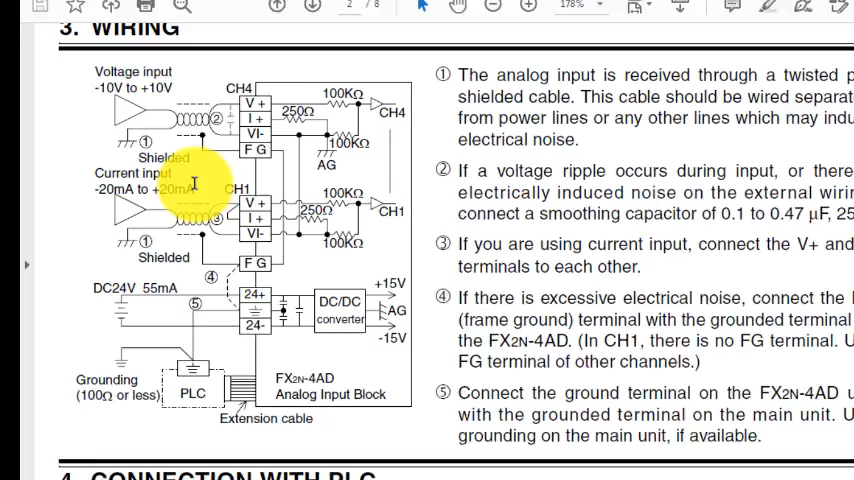 2 / 8
178%
3. WIRING
Voltage input
-10V to +10V
CH4
V +
I +
VI-
F G
②
100KΩ
250Ω
100KΩ
CH4
AG
①
Shielded
Current input
-20mA to +20mA
CH1
V +
I +
VI-
F G
③
100KΩ
250Ω
100KΩ
CH1
①
Shielded
④
DC24V 55mA
⑤
24+
24-
DC/DC
converter
+15V
AG
-15V
Grounding
(100Ω or less)
PLC
FX2N-4AD
Analog Input Block
Extension cable
① The analog input is received through a twisted
shielded cable. This cable should be wired
from power lines or any other lines which may
electrical noise.
② If a voltage ripple occurs during input, or
electrically induced noise on the external
connect a smoothing capacitor of 0.1 to 0.47 μF,
③ If you are using current input, connect the V+ and
terminals to each other.
④ If there is excessive electrical noise, connect the
(frame ground) terminal with the grounded terminal
the FX2N-4AD. (In CH1, there is no FG terminal.
FG terminal of other channels.)
⑤ Connect the ground terminal on the FX2N-4AD
with the grounded terminal on the main unit.
grounding on the main unit, if available.
4. CONNECTION WITH PLC